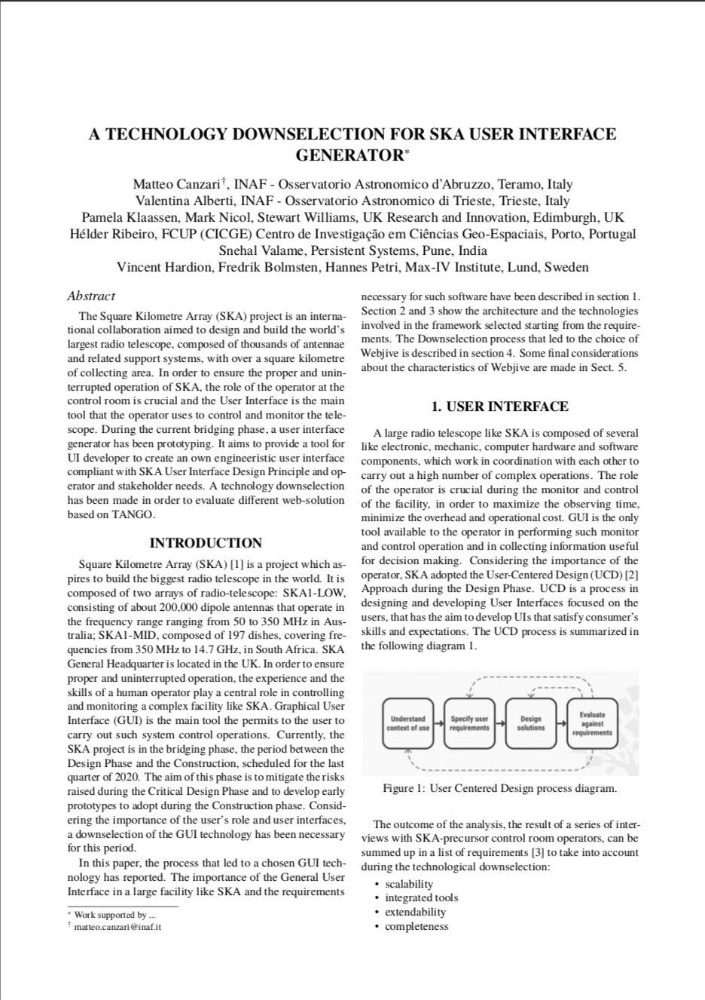 A TECHNOLOGY DOWNSELECTION FOR SKA USER INTERFACE
GENERATOR*
Matteo Canzari†, INAF - Osservatorio Astronomico d'Abruzzo, Teramo, Italy
Valentina Alberti, INAF - Osservatorio Astronomico di Trieste, Trieste, Italy
Pamela Klaassen, Mark Nicol, Stewart Williams, UK Research and Innovation, Edinburgh, UK
Hélder Ribeiro, FCUP (CICGE) Centro de Investigação em Ciências Geo-Espaciais, Porto, Portugal
Snehal Valame, Persistent Systems, Pune, India
Vincent Hardion, Fredrik Bolmsten, Hannes Petri, Max-IV Institute, Lund, Sweden
Abstract
The Square Kilometre Array (SKA) project is an interna-
tional collaboration aimed to design and build the world's
largest radio telescope, composed of thousands of antennae
and related support systems, with over a square kilometre
of collecting area. In order to ensure the proper and unin-
terrupted operation of SKA, the role of the operator at the
control room is crucial and the User Interface is the main
tool that the operator uses to control and monitor the tele-
scope. During the current bridging phase, a user interface
generator has been prototyping. It aims to provide a tool for
UI developer to create an own engineeristic user interface
compliant with SKA User Interface Design Principle and op-
erator and stakeholder needs. A technology downselection
has been made in order to evaluate different web-solution
based on TANGO.
INTRODUCTION
Square Kilometre Array (SKA) [1] is a project which as-
pires to build the biggest radio telescope in the world. It is
composed of two arrays of radio-telescope: SKA1-LOW,
consisting of about 200,000 dipole antennas that operate in
the frequency range ranging from 50 to 350 MHz in Aus-
tralia; SKA1-MID, composed of 197 dishes, covering fre-
quencies from 350 MHz to 14.7 GHz, in South Africa. SKA
General Headquarter is located in the UK. In order to ensure
proper and uninterrupted operation, the experience and the
skills of a human operator play a central role in controlling
and monitoring a complex facility like SKA. Graphical User
Interface (GUI) is the main tool the permits to the user to
carry out such system control operations. Currently, the
SKA project is in the bridging phase, the period between the
Design Phase and the Construction, scheduled for the last
quarter of 2020. The aim of this phase is to mitigate the risks
raised during the Critical Design Phase and to develop early
prototypes to adopt during the Construction phase. Consid-
ering the importance of the user's role and user interfaces,
a downselection of the GUI technology has been necessary
for this period.
In this paper, the process that led to a chosen GUI tech-
nology has reported. The importance of the General User
Interface in a large facility like SKA and the requirements
* Work supported by ...
† matteo.canzari@inaf.it
necessary for such software have been described in section 1.
Section 2 and 3 show the architecture and the technologies
involved in the framework selected starting from the require-
ments. The Downselection process that led to the choice of
Webjive is described in section 4. Some final considerations
about the characteristics of Webjive are made in Sect. 5.
1. USER INTERFACE
A large radio telescope like SKA is composed of several
like electronic, mechanic, computer hardware and software
components, which work in coordination with each other to
carry out a high number of complex operations. The role
of the operator is crucial during the monitor and control
of the facility, in order to maximize the observing time,
minimize the overhead and operational cost. GUI is the only
tool available to the operator in performing such monitor
and control operation and in collecting information useful
for decision making. Considering the importance of the
operator, SKA adopted the User-Centered Design (UCD) [2]
Approach during the Design Phase. UCD is a process in
designing and developing User Interfaces focused on the
users, that has the aim to develop UIs that satisfy consumer's
skills and expectations. The UCD process is summarized in
the following diagram 1.
Understand
context of use
Specify user
requirements
Design
solutions
Evaluate
against
requirements
Figure 1: User Centered Design process diagram.
The outcome of the analysis, the result of a series of inter-
views with SKA-precursor control room operators, can be
summed up in a list of requirements [3] to take into account
during the technological downselection:
• scalability
• integrated tools
• extendability
• completeness